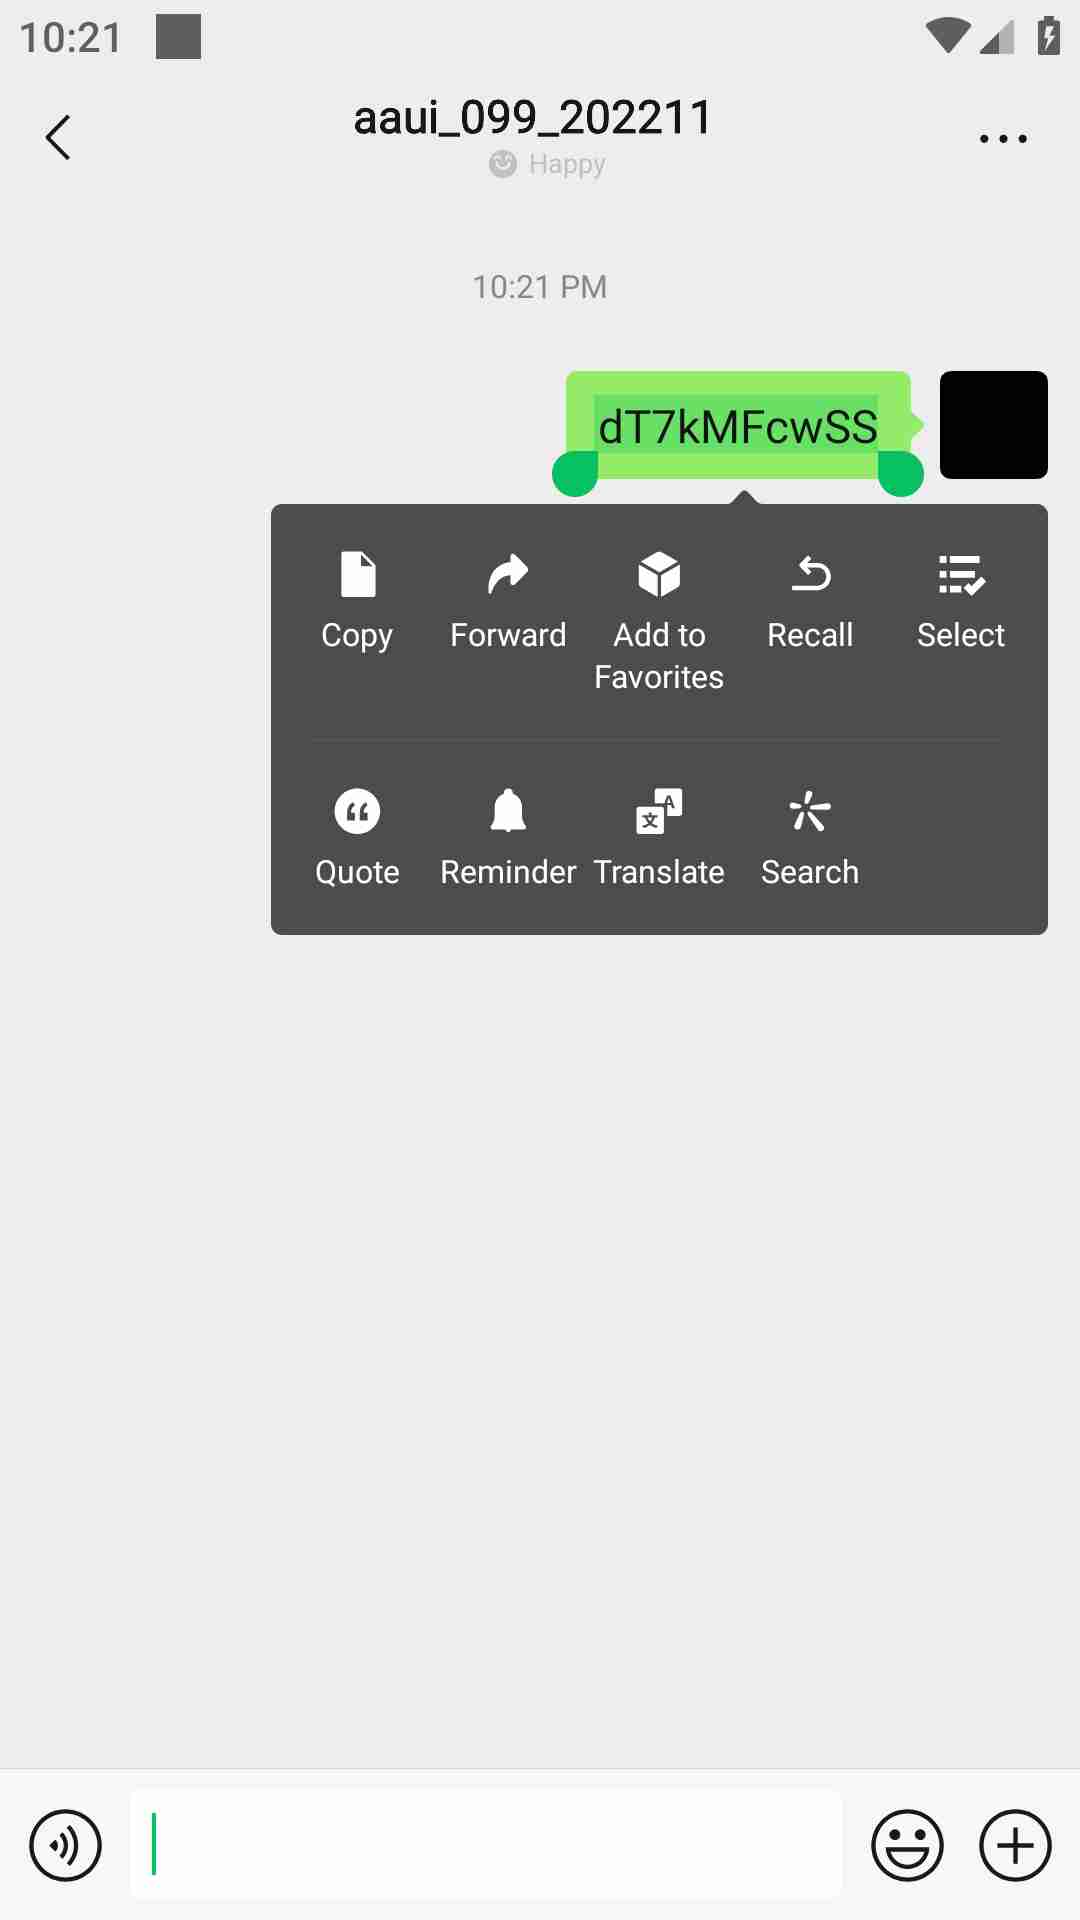 10:21
aaui_099_202211
Happy
10:21 PM
dT7kMFcwSS
Copy Forward Add to Favorites Recall Select
Quote Reminder Translate Search